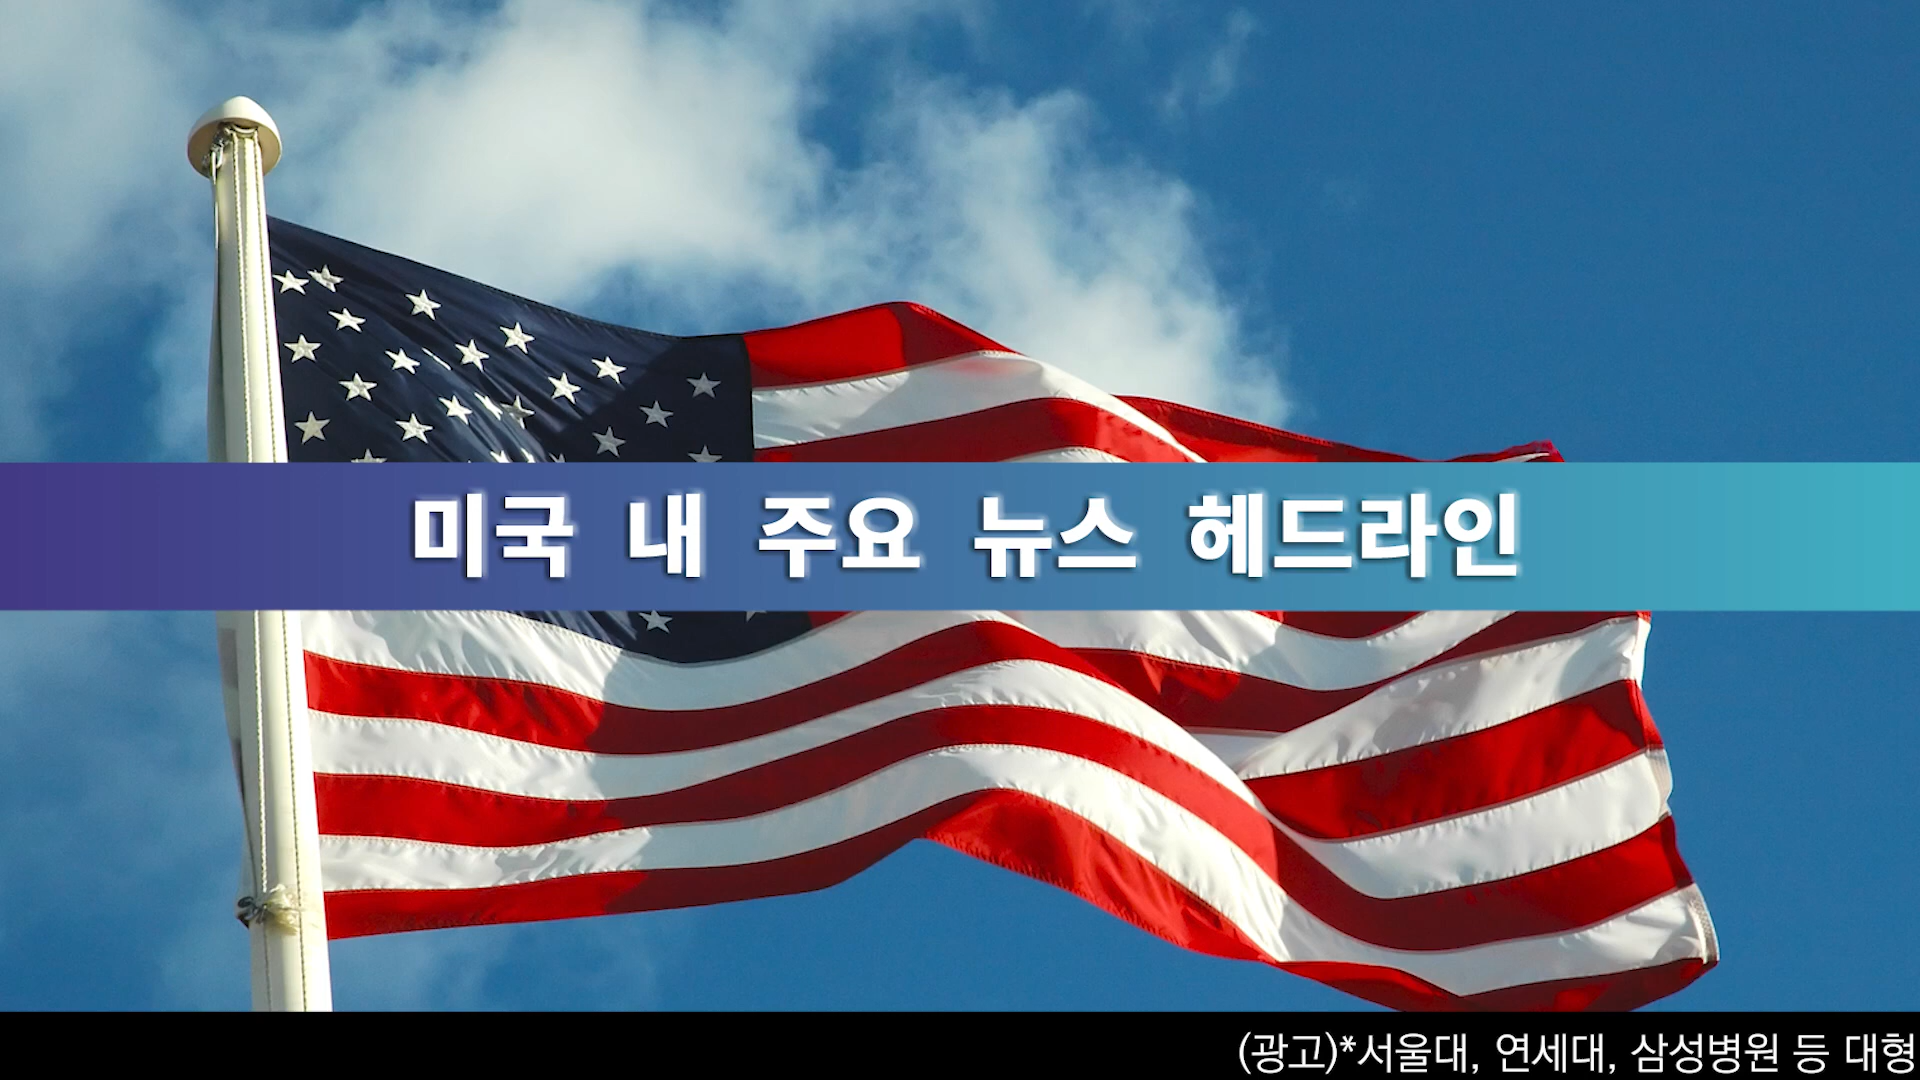 미국 내 주요 뉴스 헤드라인
(광고)*서울대, 연세대, 삼성병원 등 대형